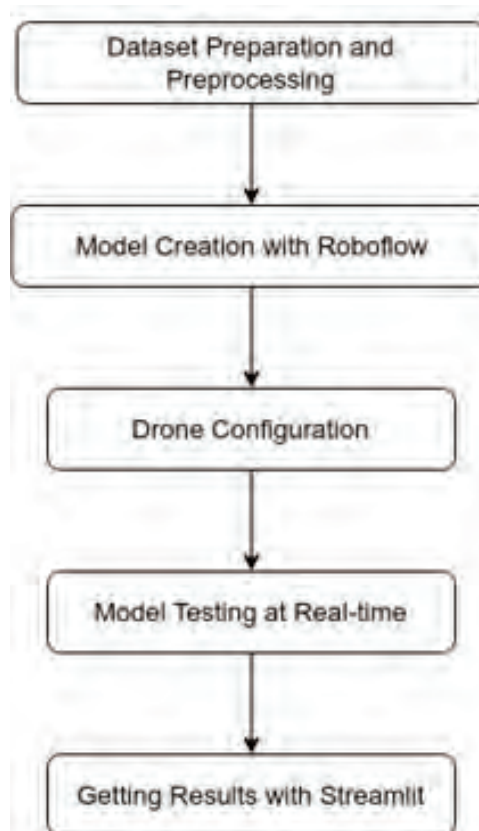 Dataset Preparation and
Preprocessing
Model Creation with Roboflow
Drone Configuration
Model Testing at Real-time
Getting Results with Streamlit